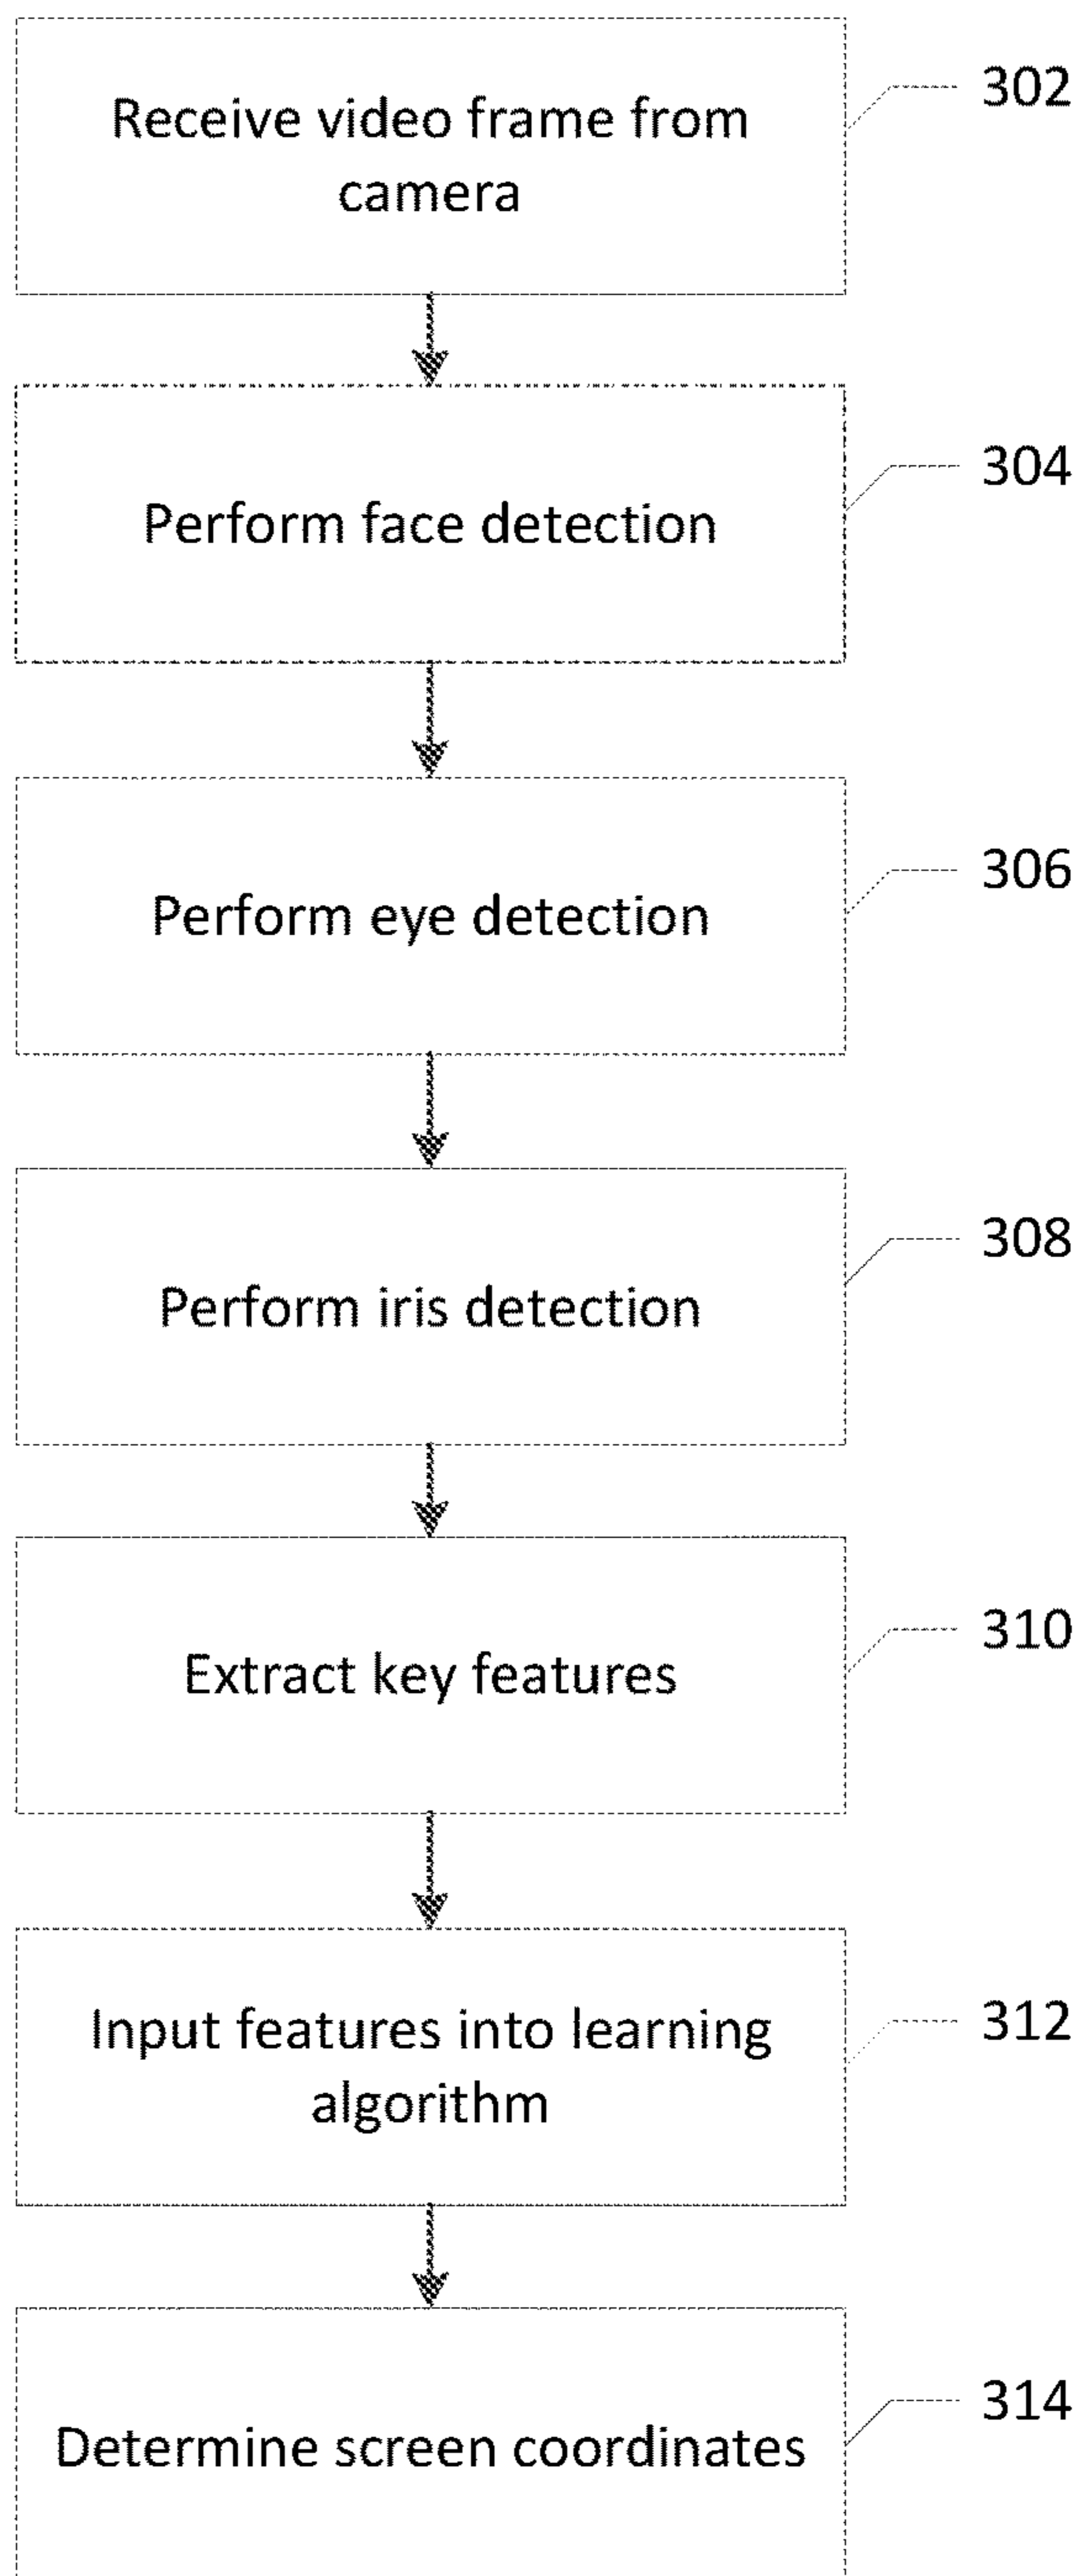 Receive video frame from
camera
302
Perform face detection
304
Perform eye detection
306
Perform iris detection
308
Extract key features
310
Input features into learning
algorithm
312
Determine screen coordinates
314